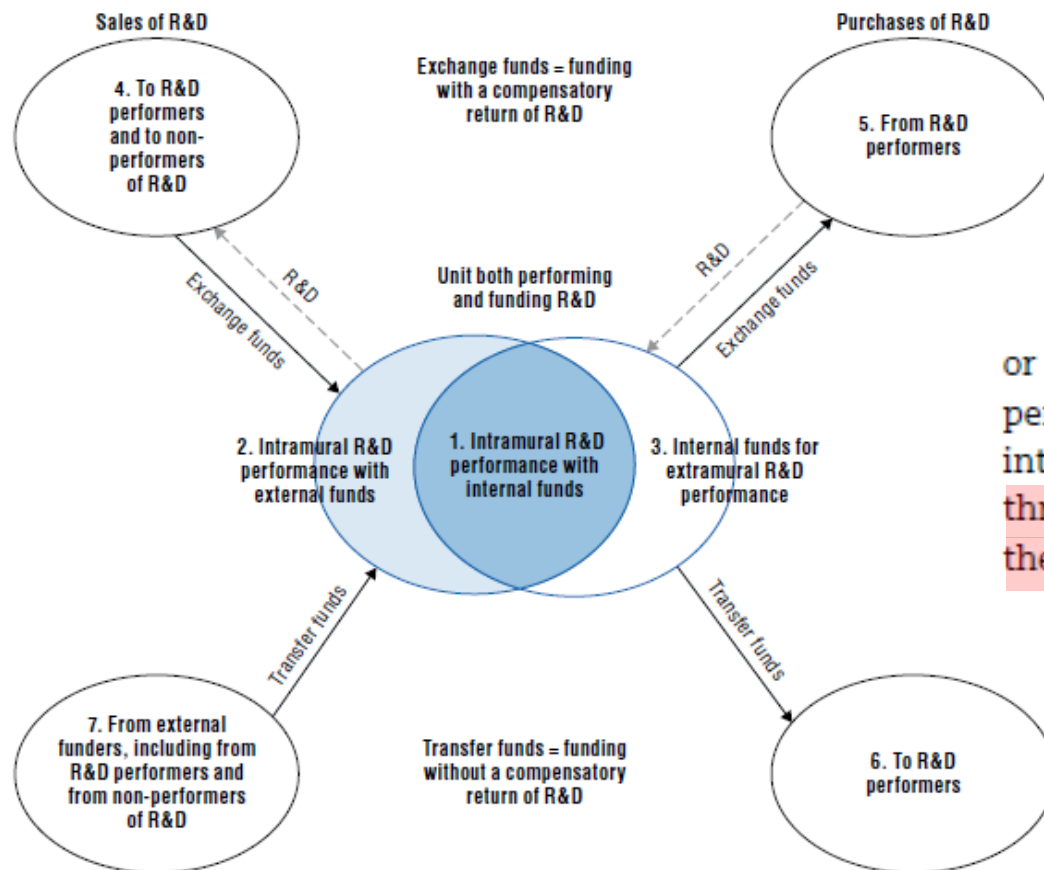 Sales of R&D
Purchases of R&D
4. To R&D
performers
and to non-
performers
of R&D
Exchange funds = funding
with a compensatory
return of R&D
5. From R&D
performers
R&D
Exchange funds
Unit both performing
and funding R&D
R&D
Exchange funds
2. Intramural R&D
performance with
external funds
1. Intramural R&D
performance with
internal funds
3. Internal funds for
extramural R&D
performance
or
Transfer funds
Transfer funds
7. From external
funders, including from
R&D performers and
from non-performers
of R&D
Transfer funds = funding
without a compensatory
return of R&D
6. To R&D
performers